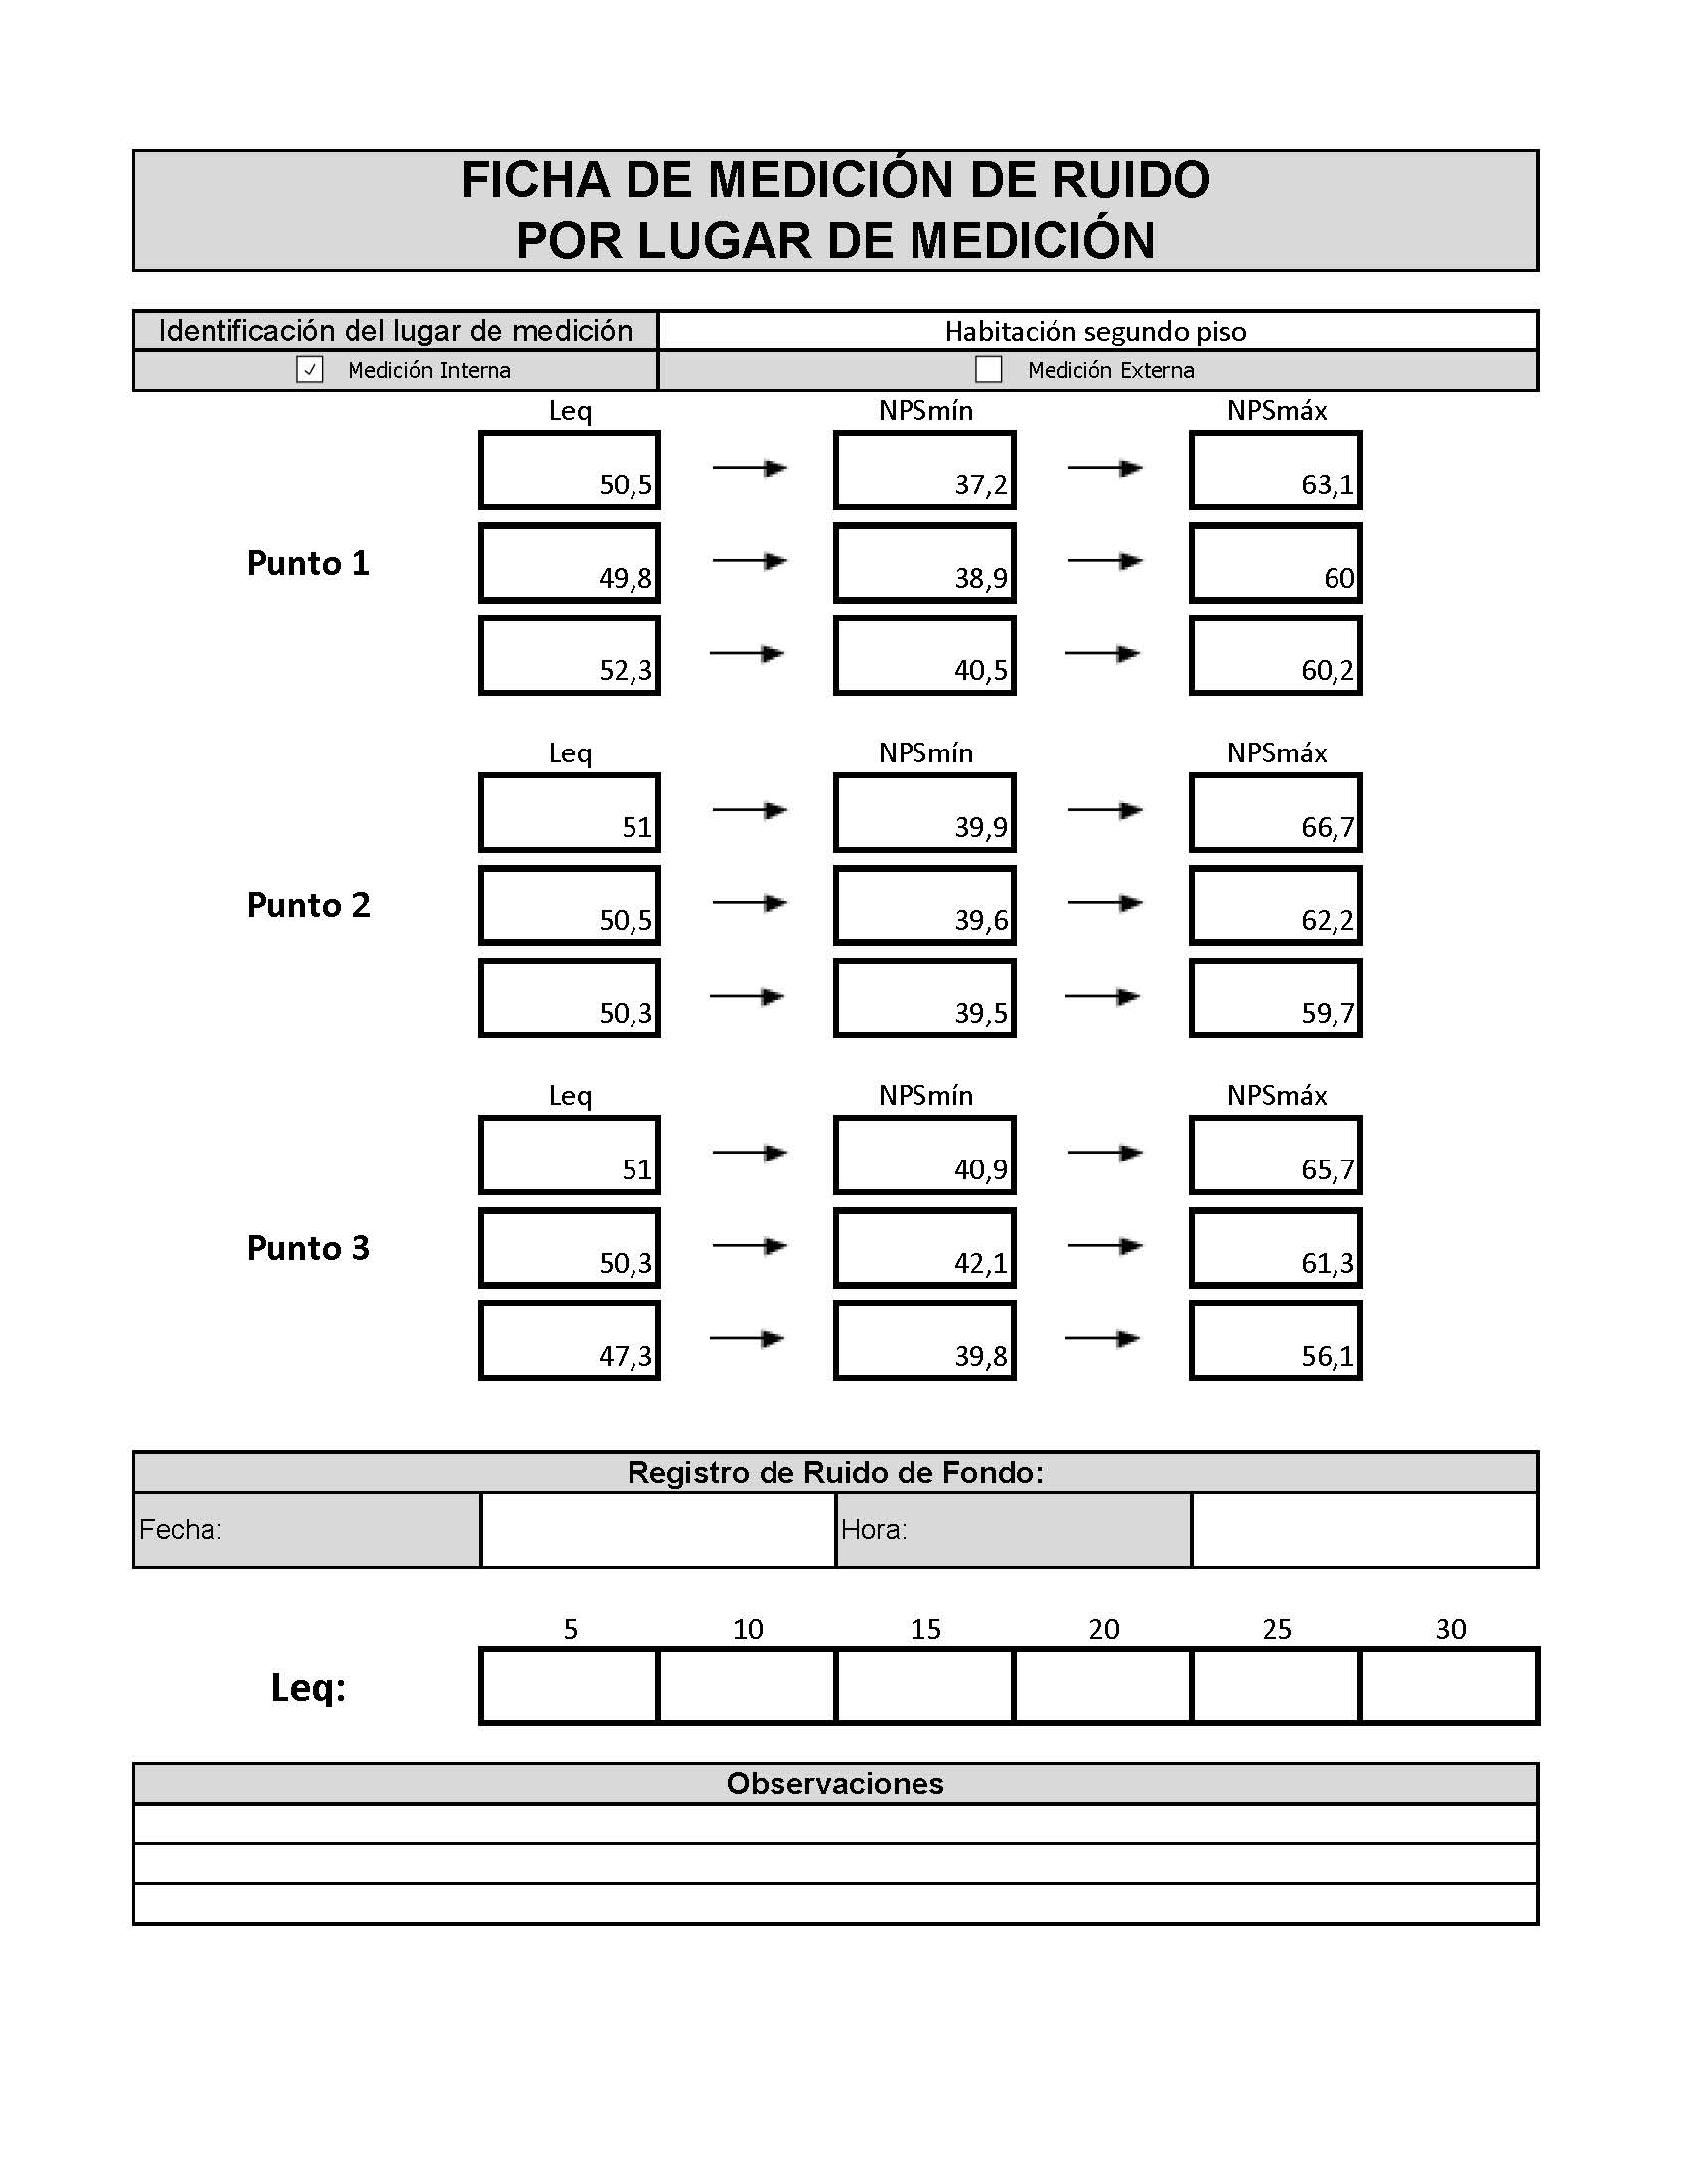 FICHA DE MEDICIÓN DE RUIDO
POR LUGAR DE MEDICIÓN
Identificación del lugar de medición Habitación segundo piso
✓ Medición Interna Medición Externa
Leq NPSmín NPSmáx
50,5 37,2 63,1
Punto 1 49,8 38,9 60
52,3 40,5 60,2
Leq NPSmín NPSmáx
51 39,9 66,7
Punto 2 50,5 39,6 62,2
50,3 39,5 59,7
Leq NPSmín NPSmáx
51 40,9 65,7
Punto 3 50,3 42,1 61,3
47,3 39,8 56,1
Registro de Ruido de Fondo:
Fecha: Hora:
5 10 15 20 25 30
Leq:
Observaciones